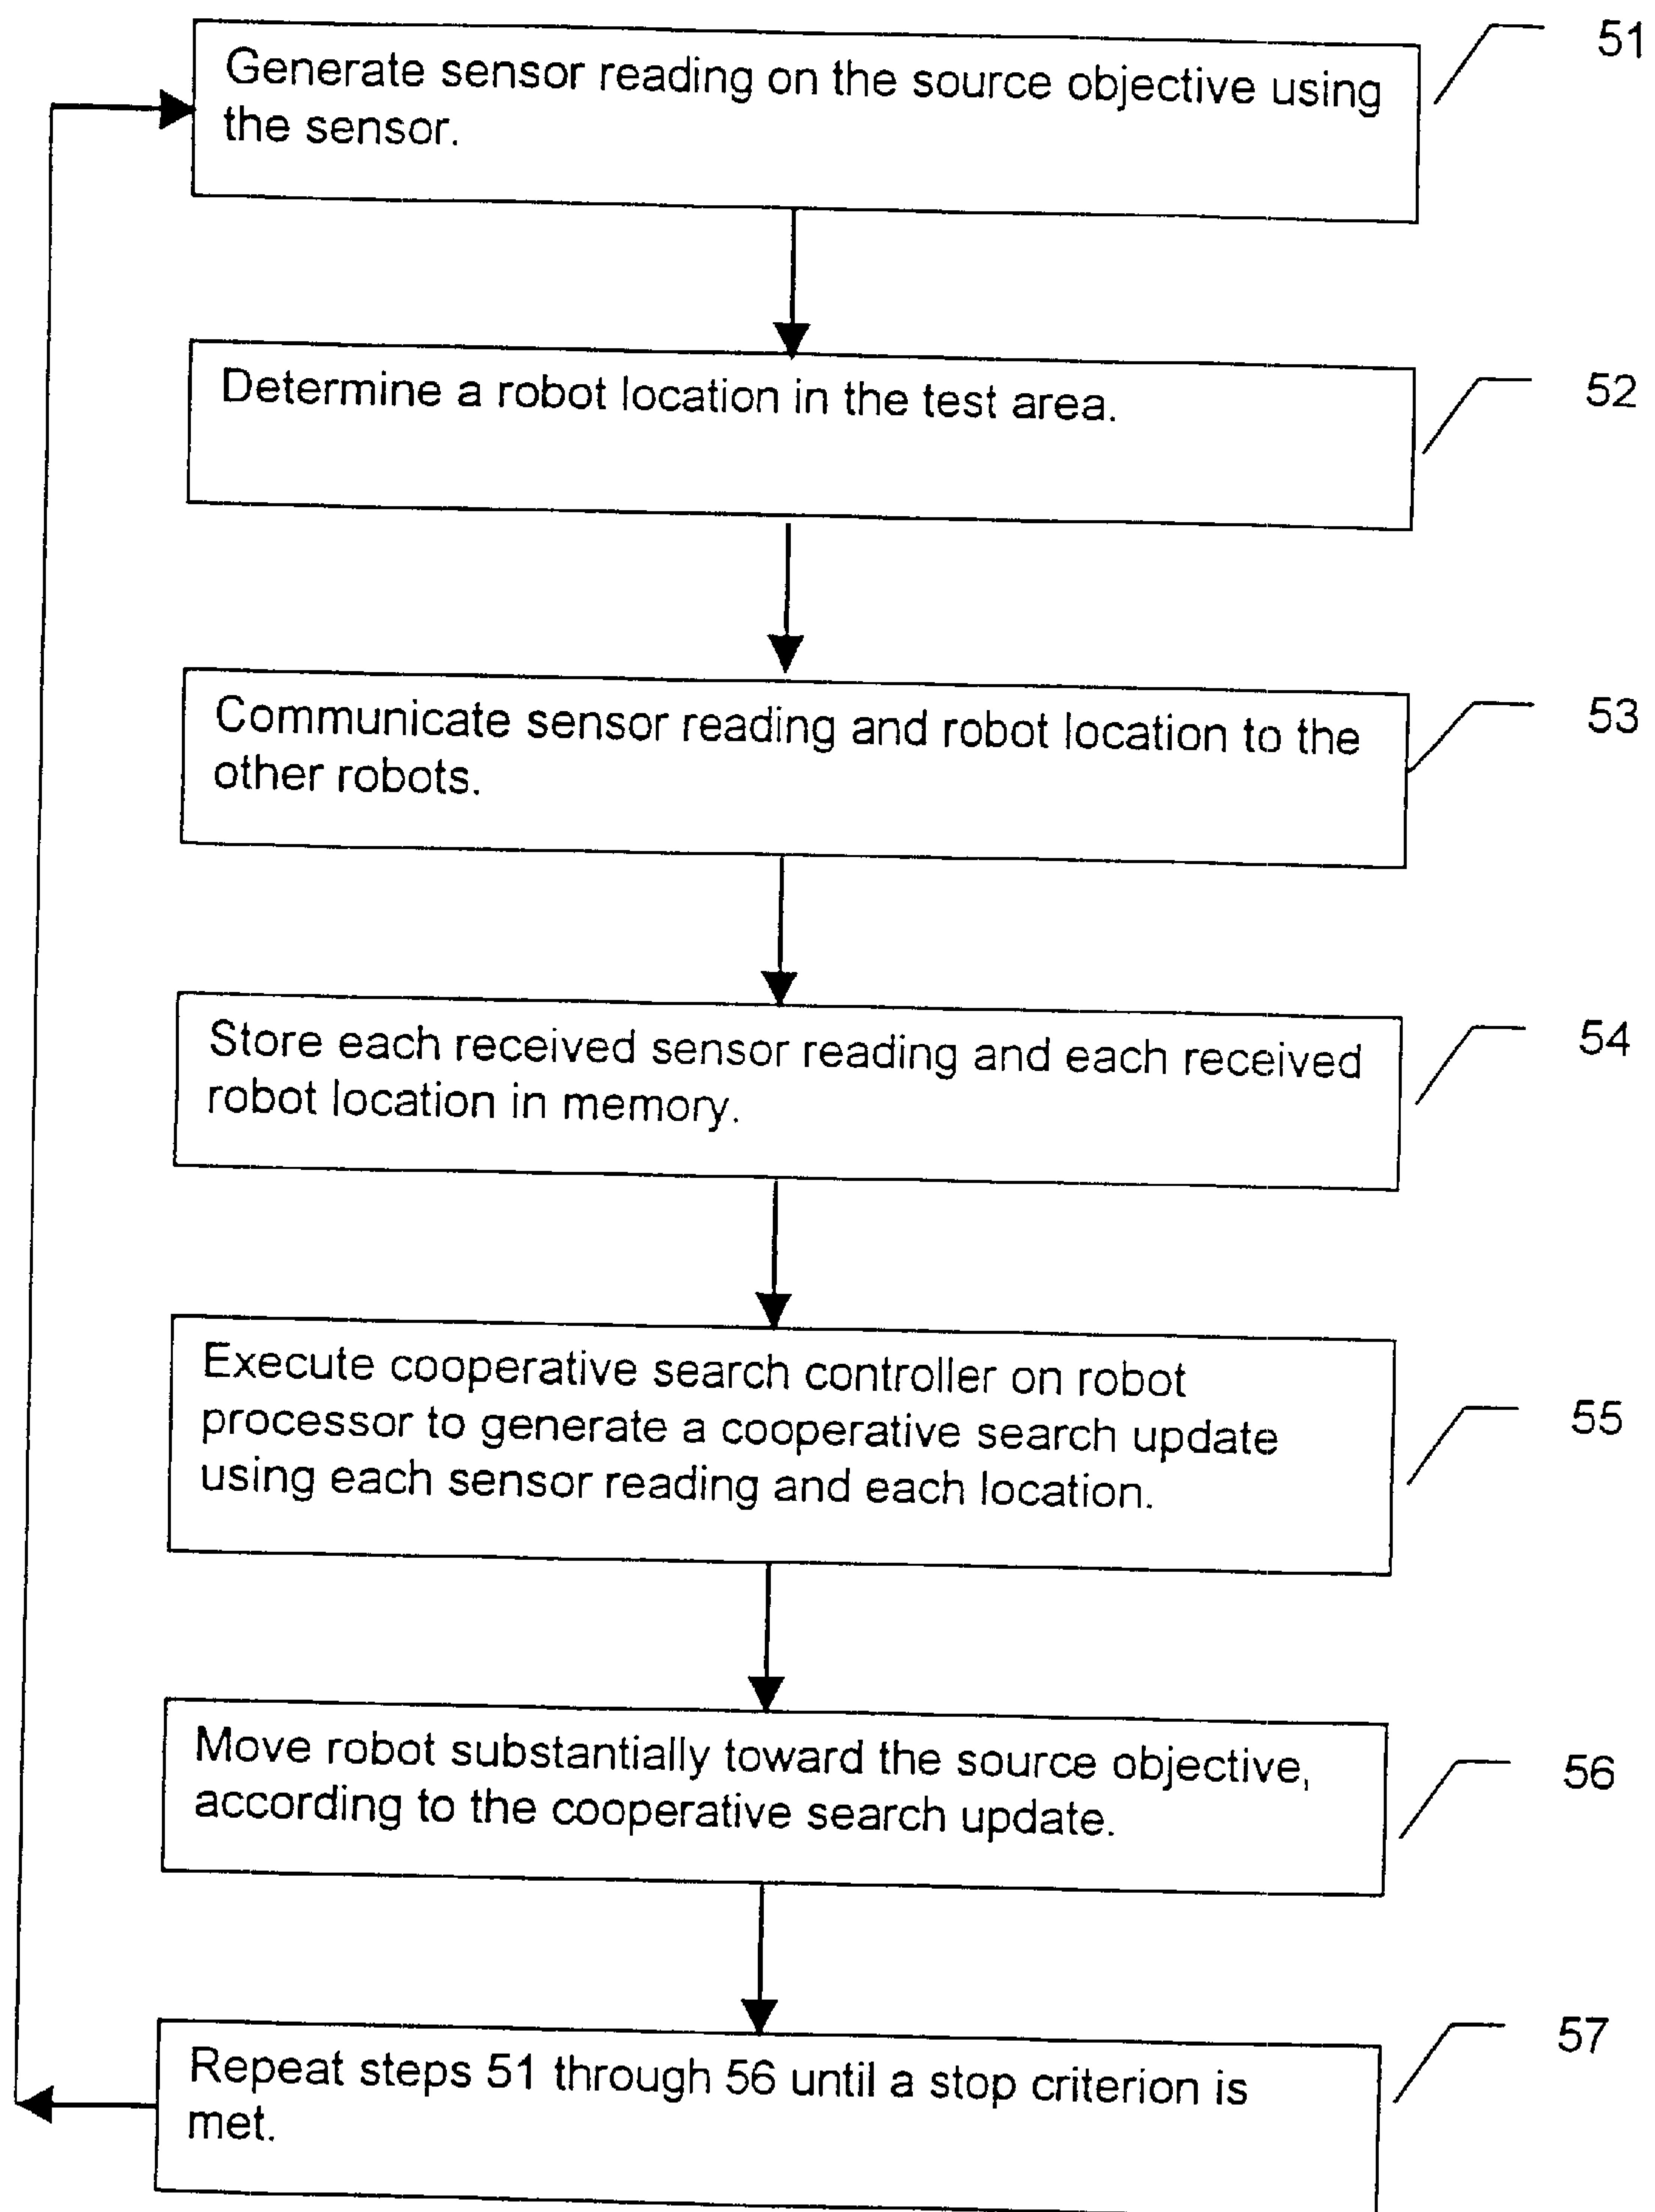 51
Generate sensor reading on the source objective using
the sensor.
52
Determine a robot location in the test area.
53
Communicate sensor reading and robot location to the
other robots.
54
Store each received sensor reading and each received
robot location in memory.
55
Execute cooperative search controller on robot
processor to generate a cooperative search update
using each sensor reading and each location.
56
Move robot substantially toward the source objective,
according to the cooperative search update.
57
Repeat steps 51 through 56 until a stop criterion is
met.